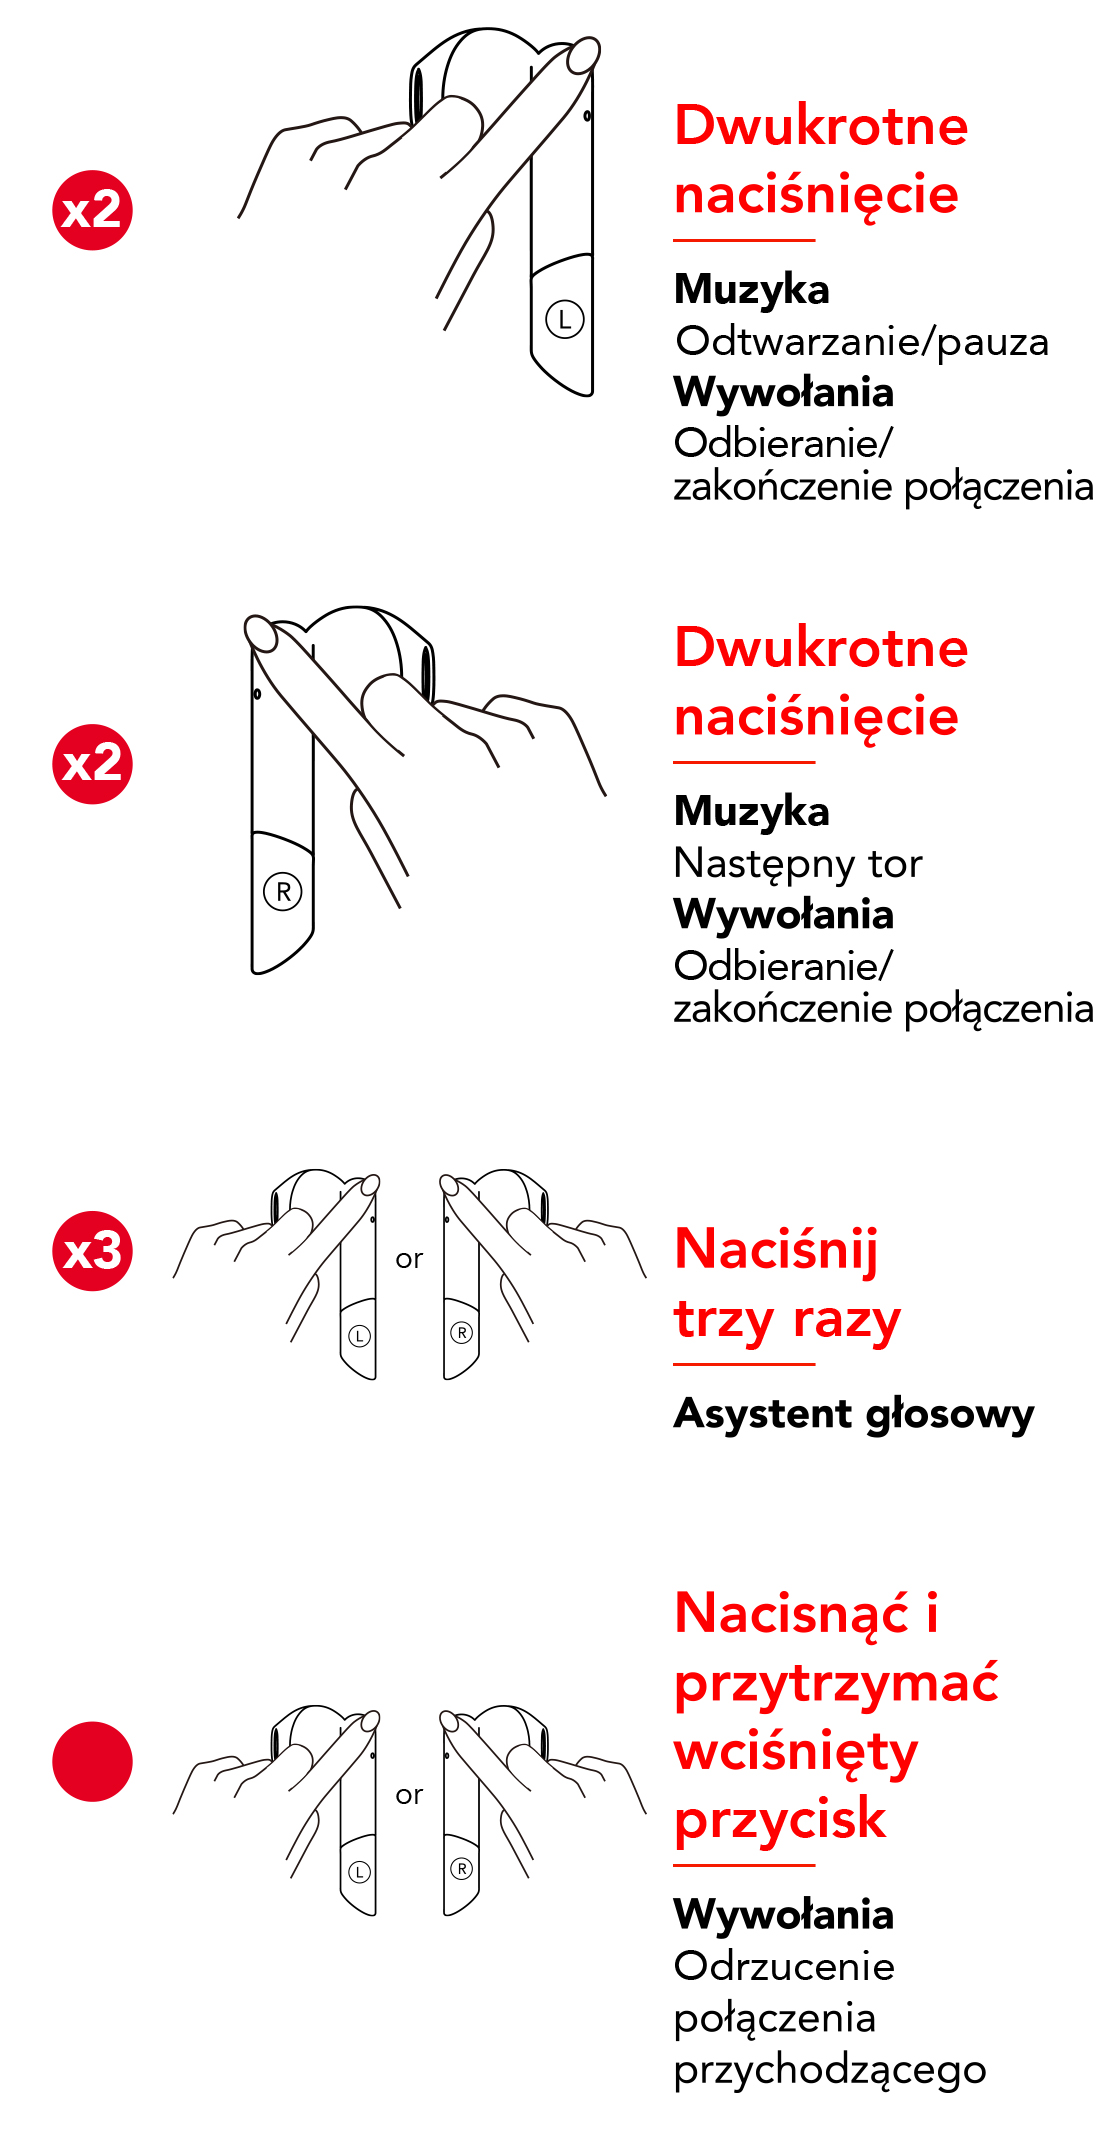 x2
L
Dwukrotne
naciśnięcie
Muzyka
Odtwarzanie/pauza
Wywołania
Odbieranie/
zakończenie połączenia
x2
R
Dwukrotne
naciśnięcie
Muzyka
Następny tor
Wywołania
Odbieranie/
zakończenie połączenia
x3
L
or
R
Naciśnij
trzy razy
Asystent głosowy
L
or
R
Nacisnąć i
przytrzymać
wciśnięty
przycisk
Wywołania
Odrzucenie
połączenia
przychodzącego